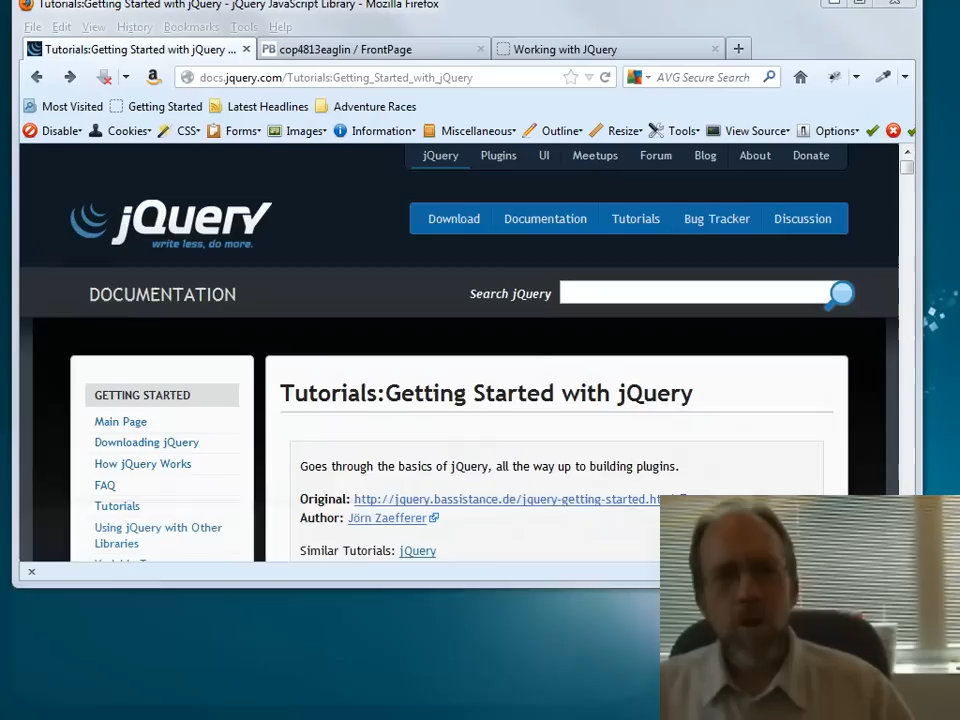 Tutorials:Getting Started with jQuery - jQuery JavaScript Library - Mozilla Firefox
File Edit View History Bookmarks Tools Help
Tutorials:Getting Started with jQuery ... cop4813eaglin / FrontPage Working with JQuery
docs.jquery.com/Tutorials:Getting_Started_with_jQuery AVG Secure Search
Most Visited Getting Started Latest Headlines Adventure Races
Disable Cookies CSS Forms Images Information Miscellaneous Outline Resize Tools View Source Options
jQuery Plugins UI Meetups Forum Blog About Donate
jQuery
write less, do more.
Download Documentation Tutorials Bug Tracker Discussion
DOCUMENTATION Search jQuery
GETTING STARTED
Main Page
Downloading jQuery
How jQuery Works
FAQ
Tutorials
Using jQuery with Other
Libraries
Tutorials:Getting Started with jQuery
Goes through the basics of jQuery, all the way up to building plugins.
Original: http://jquery.bassistance.de/jquery-getting-started.html
Author: Jörn Zaefferer
Similar Tutorials: jQuery